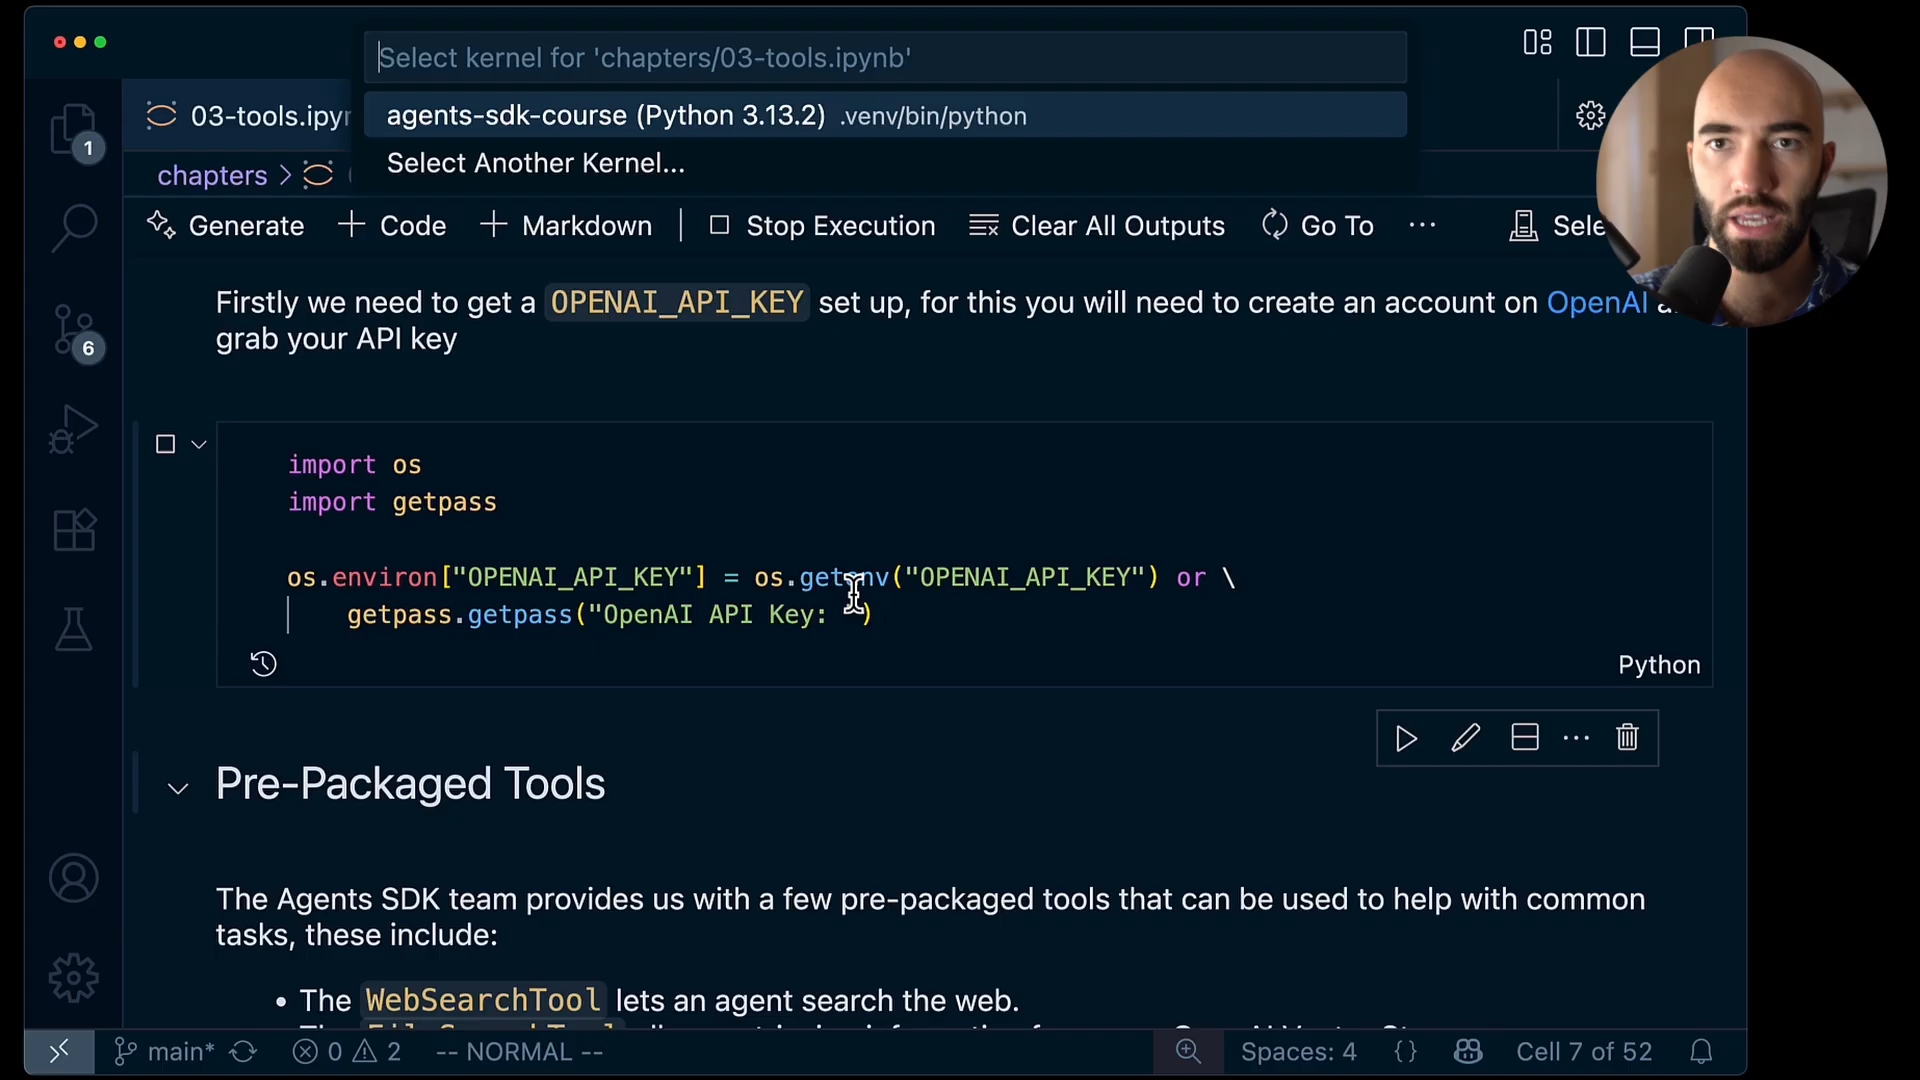 Select kernel for 'chapters/03-tools.ipynb'
agents-sdk-course (Python 3.13.2) .venv/bin/python
Select Another Kernel...
1
03-tools.ipyn
chapters >
Generate + Code + Markdown | Stop Execution Clear All Outputs Go To ... Sele
Firstly we need to get a OPENAI_API_KEY set up, for this you will need to create an account on OpenAI a
grab your API key
6
import os
import getpass
os.environ["OPENAI_API_KEY"] = os.getenv("OPENAI_API_KEY") or \
getpass.getpass("OpenAI API Key: ")
Python
Pre-Packaged Tools
The Agents SDK team provides us with a few pre-packaged tools that can be used to help with common
tasks, these include:
• The WebSearchTool lets an agent search the web.
main* 0 2 -- NORMAL -- Spaces: 4 {} Cell 7 of 52